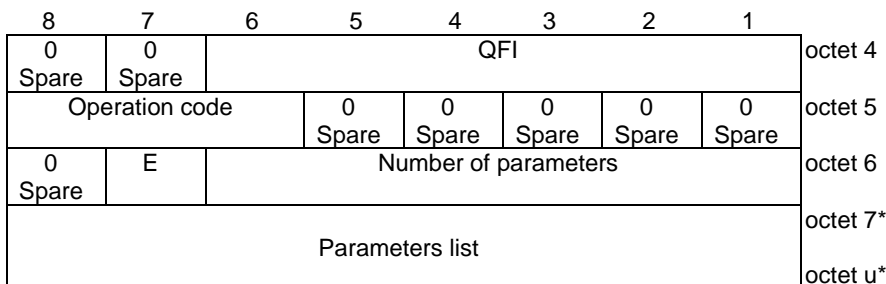 8 7 6 5 4 3 2 1
0 0 QFI octet 4
Spare Spare
Operation code 0 0 0 0 0 octet 5
Spare Spare Spare Spare Spare
0 E Number of parameters octet 6
Spare
octet 7*
Parameters list
octet u*